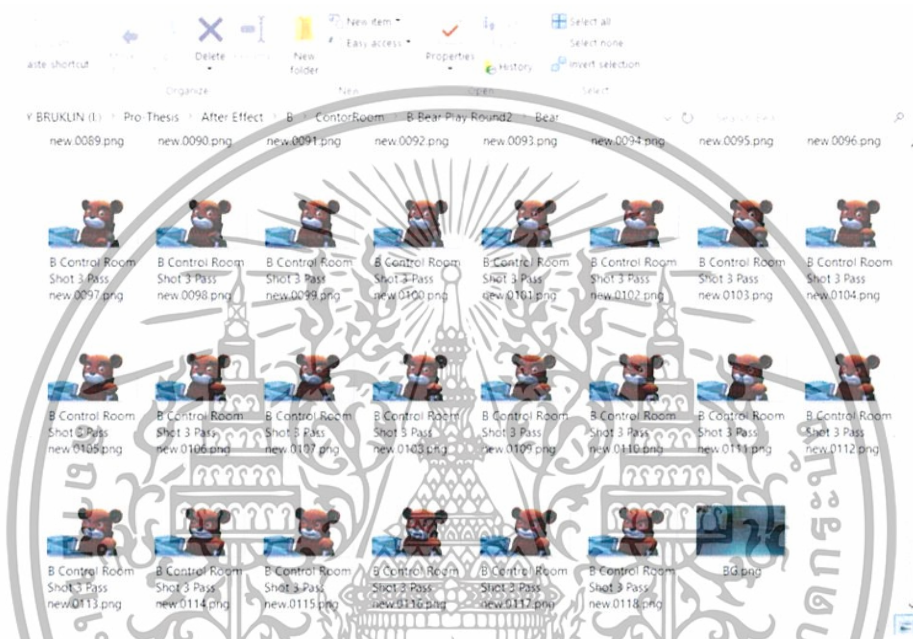 New item
Select all
Easy access
Select none
aste shortcut
Delete
New
folder
Properties
History
Invert selection
Organize
New
Open
Select
Y BRUKLIN (I:) › Pro-Thesis › After Effect › B › ContorRoom › B-Bear Play Round2 › Bear
new.0089.png new.0090.png new.0091.png new.0092.png new.0093.png new.0094.png new.0095.png new.0096.png
B Control Room B Control Room B Control Room B Control Room B Control Room B Control Room B Control Room B Control Room
Shot 3 Pass Shot 3 Pass Shot 3 Pass Shot 3 Pass Shot 3 Pass Shot 3 Pass Shot 3 Pass Shot 3 Pass
new.0097.png new.0098.png new.0099.png new.0100.png new.0101.png new.0102.png new.0103.png new.0104.png
B Control Room B Control Room B Control Room B Control Room B Control Room B Control Room B Control Room B Control Room
Shot 3 Pass Shot 3 Pass Shot 3 Pass Shot 3 Pass Shot 3 Pass Shot 3 Pass Shot 3 Pass Shot 3 Pass
new.0105.png new.0106.png new.0107.png new.0108.png new.0109.png new.0110.png new.0111.png new.0112.png
B Control Room B Control Room B Control Room B Control Room B Control Room B Control Room BG.png
Shot 3 Pass Shot 3 Pass Shot 3 Pass Shot 3 Pass Shot 3 Pass Shot 3 Pass
new.0113.png new.0114.png new.0115.png new.0116.png new.0117.png new.0118.png